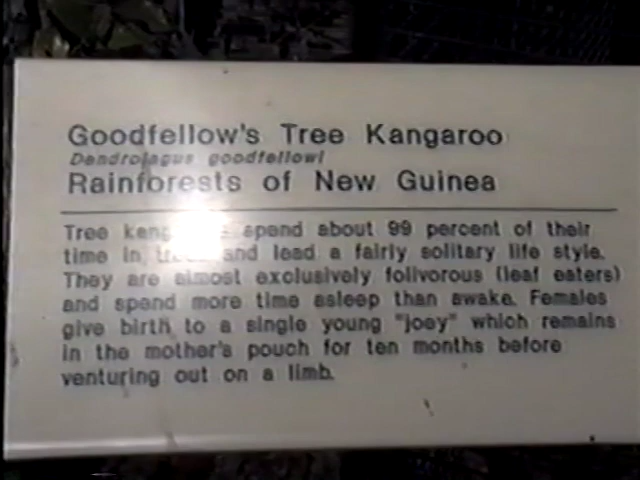 Goodfellow's Tree Kangaroo
Dendrolagus goodfellowi
Rainforests of New Guinea
Tree spend about 99 percent of their
time in and lead a fairly solitary life style.
They are almost exclusively folivorous (leaf eaters)
and spend more time asleep than awake. Females
give birth to a single young "joey" which remains
in the mother's pouch for ten months before
venturing out on a limb.